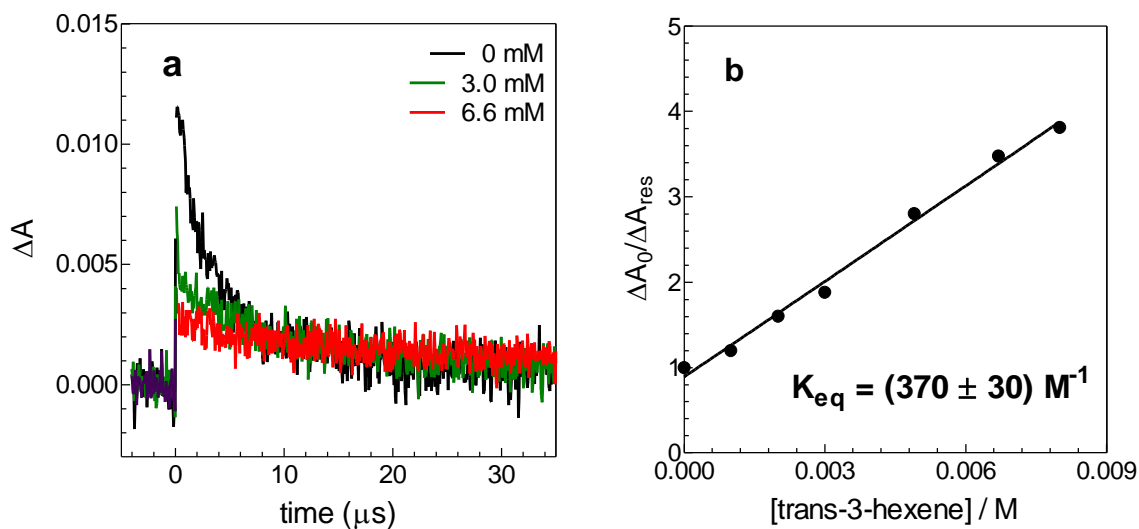 0.015
0.010
0.005
0.000
ΔA
a
0 mM
3.0 mM
6.6 mM
0
10
20
30
time (μs)
5
4
3
2
1
0
ΔA₀/ΔA_res
b
K_eq = (370 ± 30) M⁻¹
0.000
0.003
0.006
0.009
[trans-3-hexene] / M